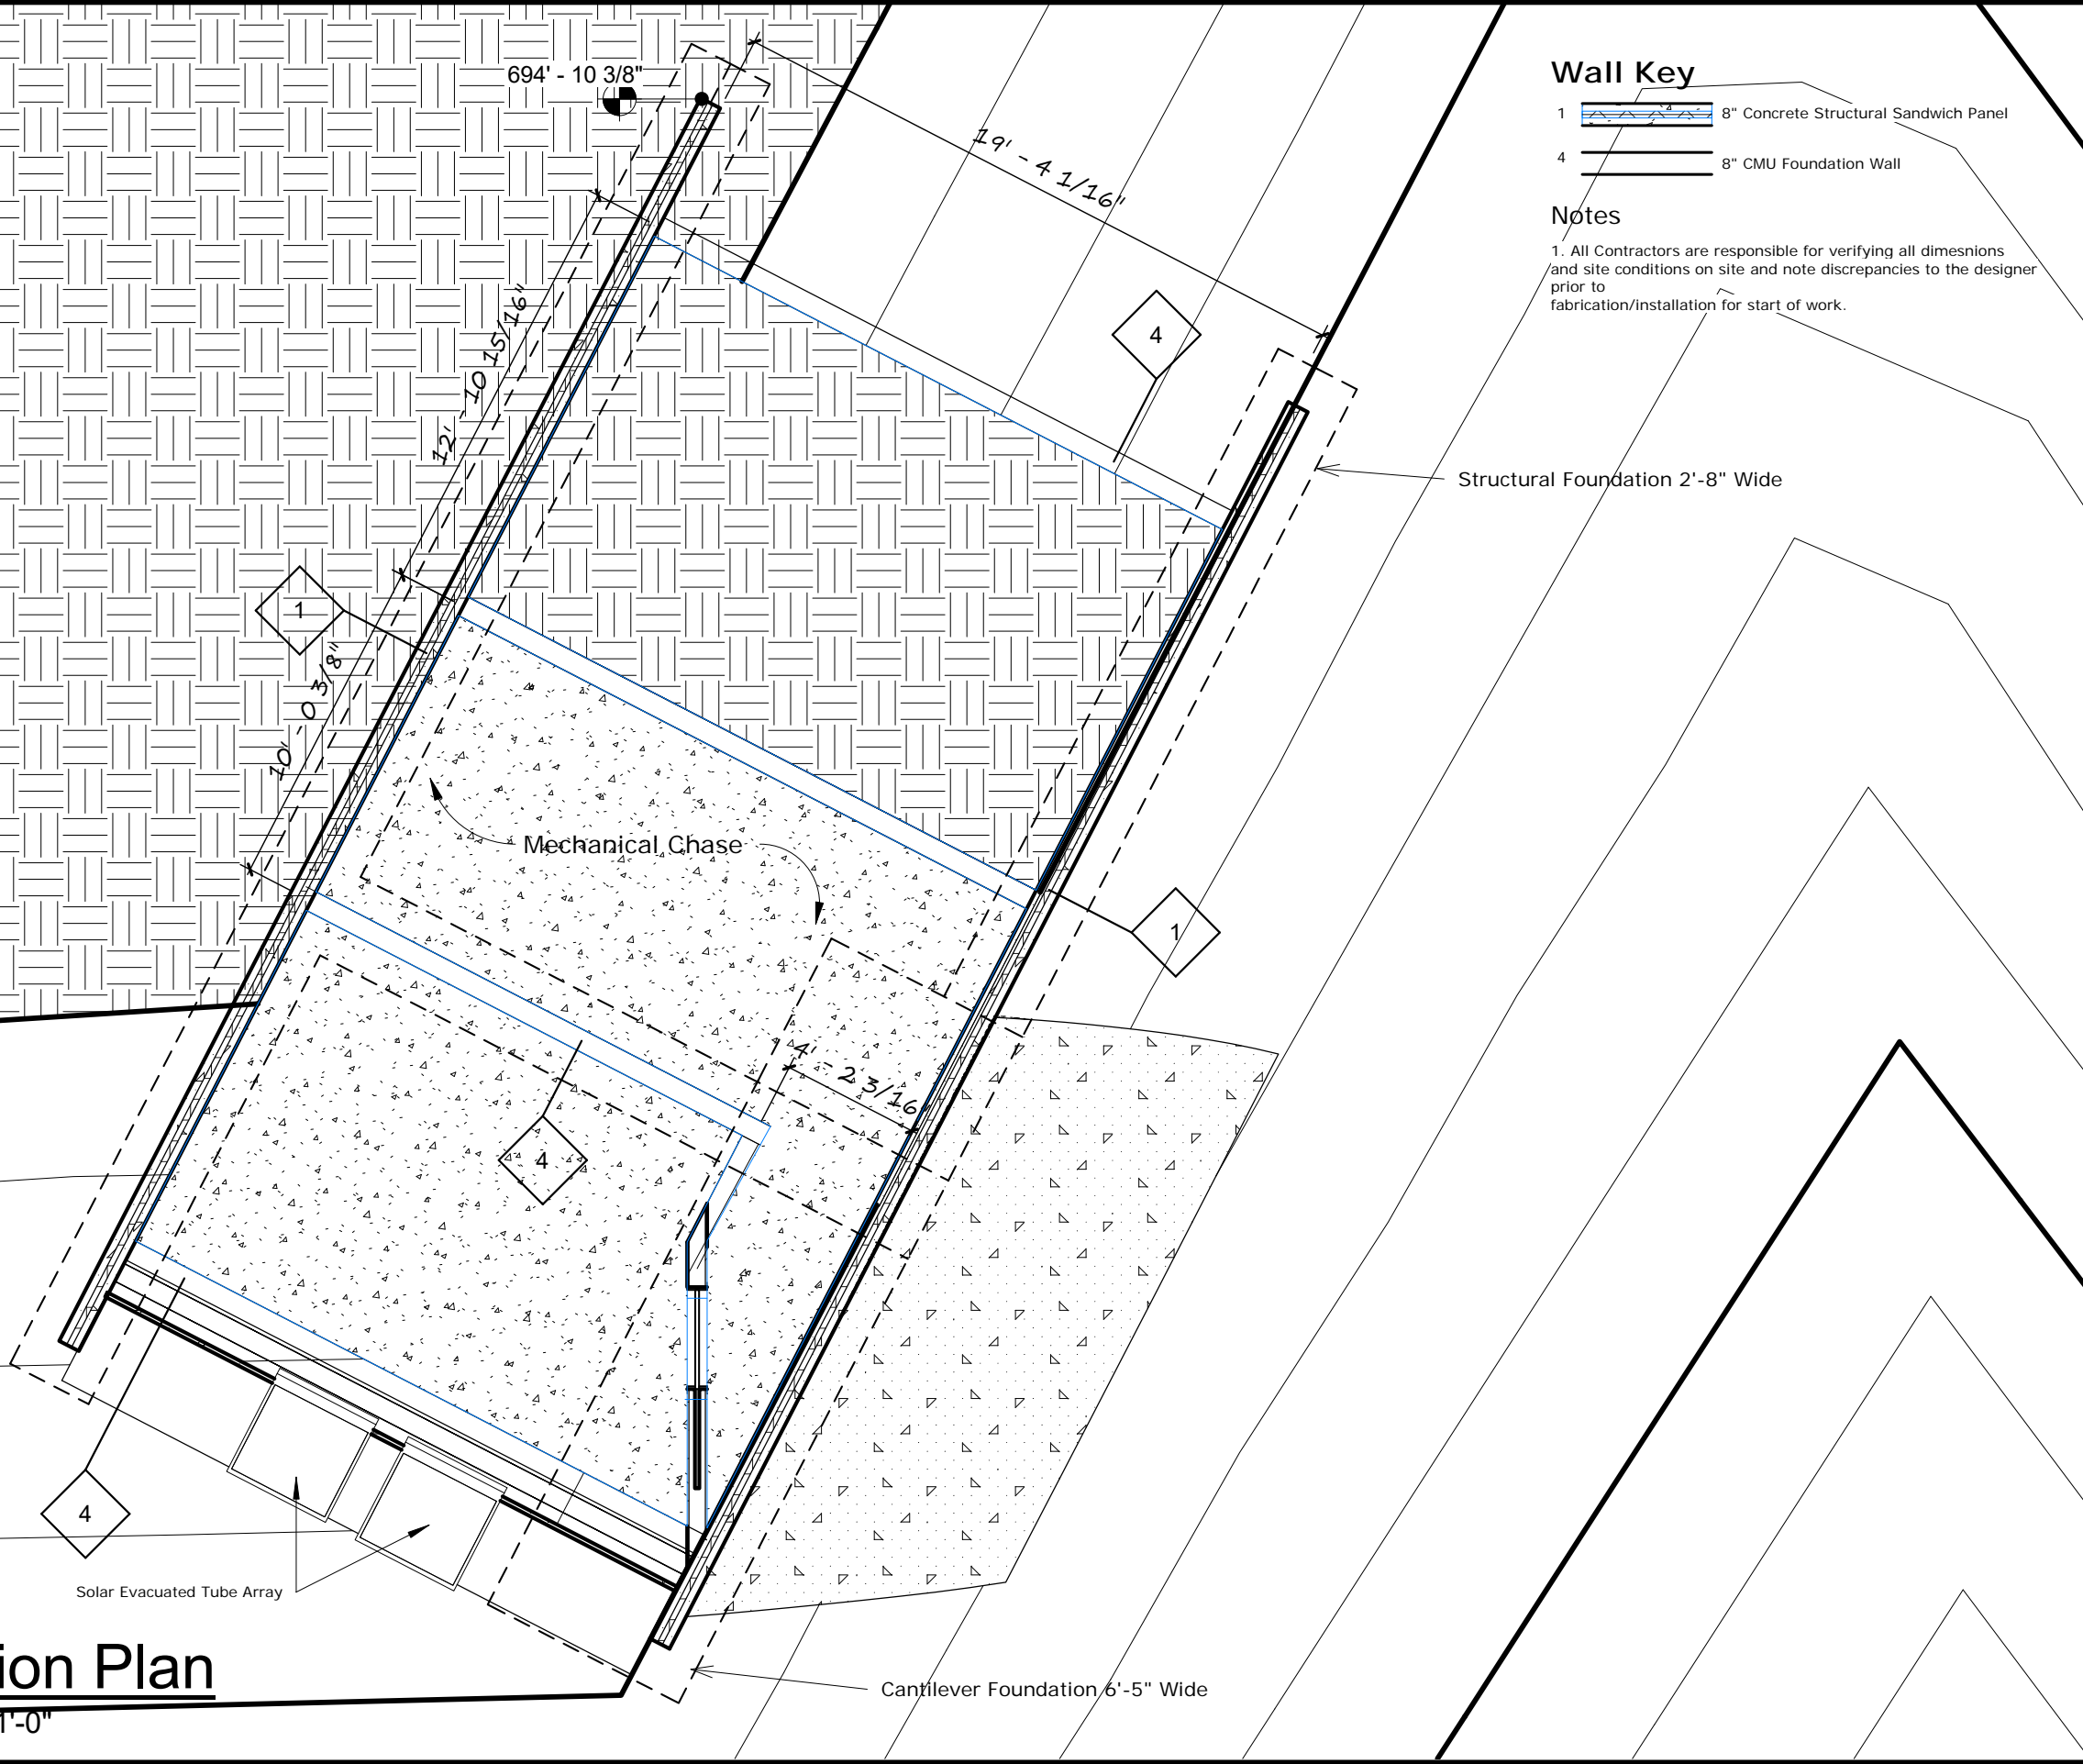 694' - 10 3/8"
Wall Key
1
8" Concrete Structural Sandwich Panel
4
8" CMU Foundation Wall
Notes
1. All Contractors are responsible for verifying all dimesnions
and site conditions on site and note discrepancies to the designer
prior to
fabrication/installation for start of work.
19' - 4 1/16"
4
12' - 10 15/16"
Structural Foundation 2'-8" Wide
1
10' - 0 3/8"
Mechanical Chase
1
4' - 2 3/16"
4
4
Solar Evacuated Tube Array
ion Plan
Cantilever Foundation 6'-5" Wide
1'-0"